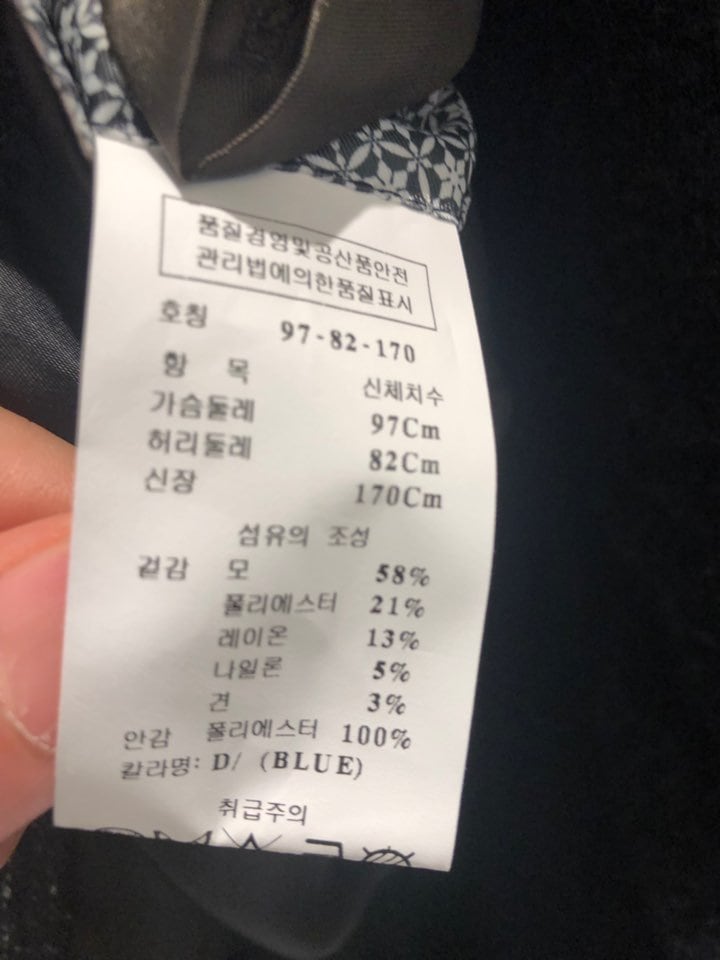 품질경영및공산품안전
관리법에의한품질표시
호칭 97-82-170
항 목 신체치수
가슴둘레 97Cm
허리둘레 82Cm
신장 170Cm
섬유의 조성
겉감 모 58%
폴리에스터 21%
레이온 13%
나일론 5%
견 3%
안감 폴리에스터 100%
칼라명: D/ (BLUE)
취급주의